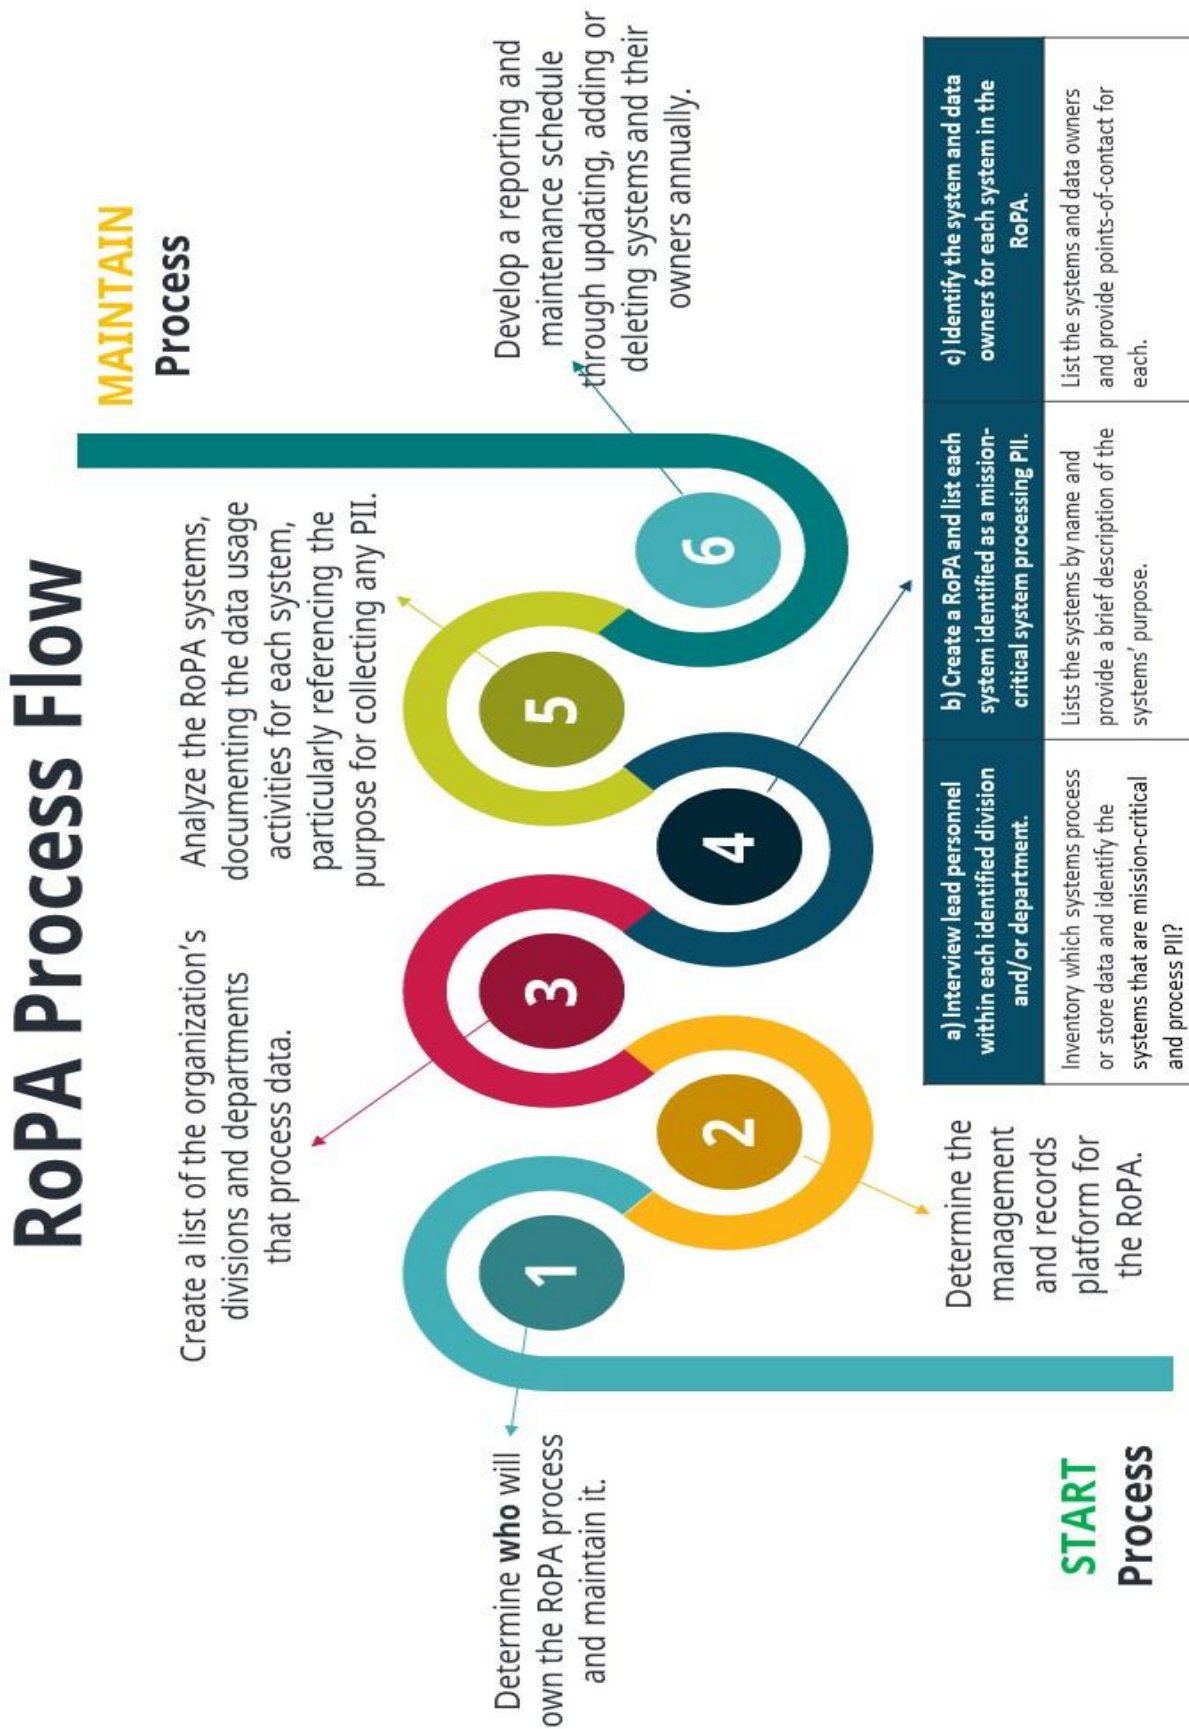 RoPA Process Flow
MAINTAIN
Process
Create a list of the organization's
divisions and departments
that process data.
Analyze the RoPA systems,
documenting the data usage
activities for each system,
particularly referencing the
purpose for collecting any PII.
Determine who will
own the RoPA process
and maintain it.
Develop a reporting and
maintenance schedule
through updating, adding or
deleting systems and their
owners annually.
1
2
3
4
5
6
START
Process
Determine the
management
and records
platform for
the RoPA.
a) Interview lead personnel
within each identified division
and/or department.
b) Create a RoPA and list each
system identified as a mission-
critical system processing PII.
c) Identify the system and data
owners for each system in the
RoPA.
Inventory which systems process
or store data and identify the
systems that are mission-critical
and process PII?
Lists the systems by name and
provide a brief description of the
systems' purpose.
List the systems and data owners
and provide points-of-contact for
each.